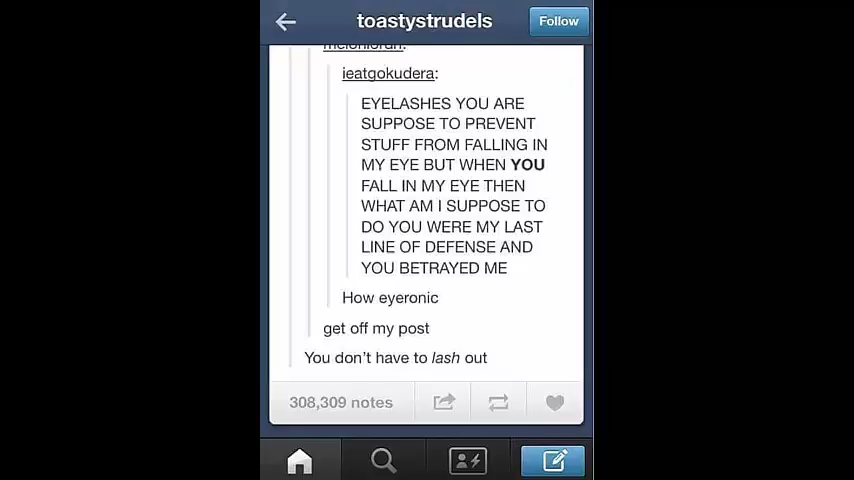 toastystrudels
Follow
ieatgokudera:
EYELASHES YOU ARE
SUPPOSE TO PREVENT
STUFF FROM FALLING IN
MY EYE BUT WHEN YOU
FALL IN MY EYE THEN
WHAT AM I SUPPOSE TO
DO YOU WERE MY LAST
LINE OF DEFENSE AND
YOU BETRAYED ME
How eyeronic
get off my post
You don't have to lash out
308,309 notes